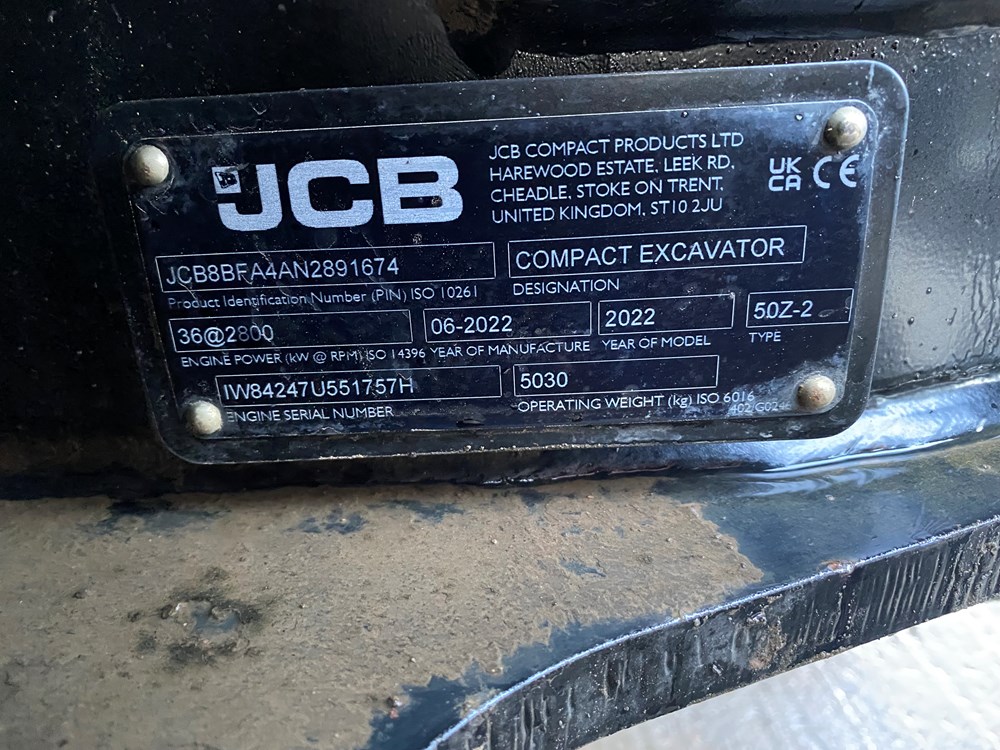 JCB
JCB COMPACT PRODUCTS LTD
HAREWOOD ESTATE, LEEK RD,
CHEADLE, STOKE ON TRENT,
UNITED KINGDOM, ST10 2JU
UK
CA CE
JCB8BFA4AN2891674
Product Identification Number (PIN) ISO 10261
COMPACT EXCAVATOR
DESIGNATION
36@2800
ENGINE POWER (kW @ RPM) ISO 14396
06-2022
YEAR OF MANUFACTURE
2022
YEAR OF MODEL
50Z-2
TYPE
IW84247U551757H
ENGINE SERIAL NUMBER
5030
OPERATING WEIGHT (kg) ISO 6016